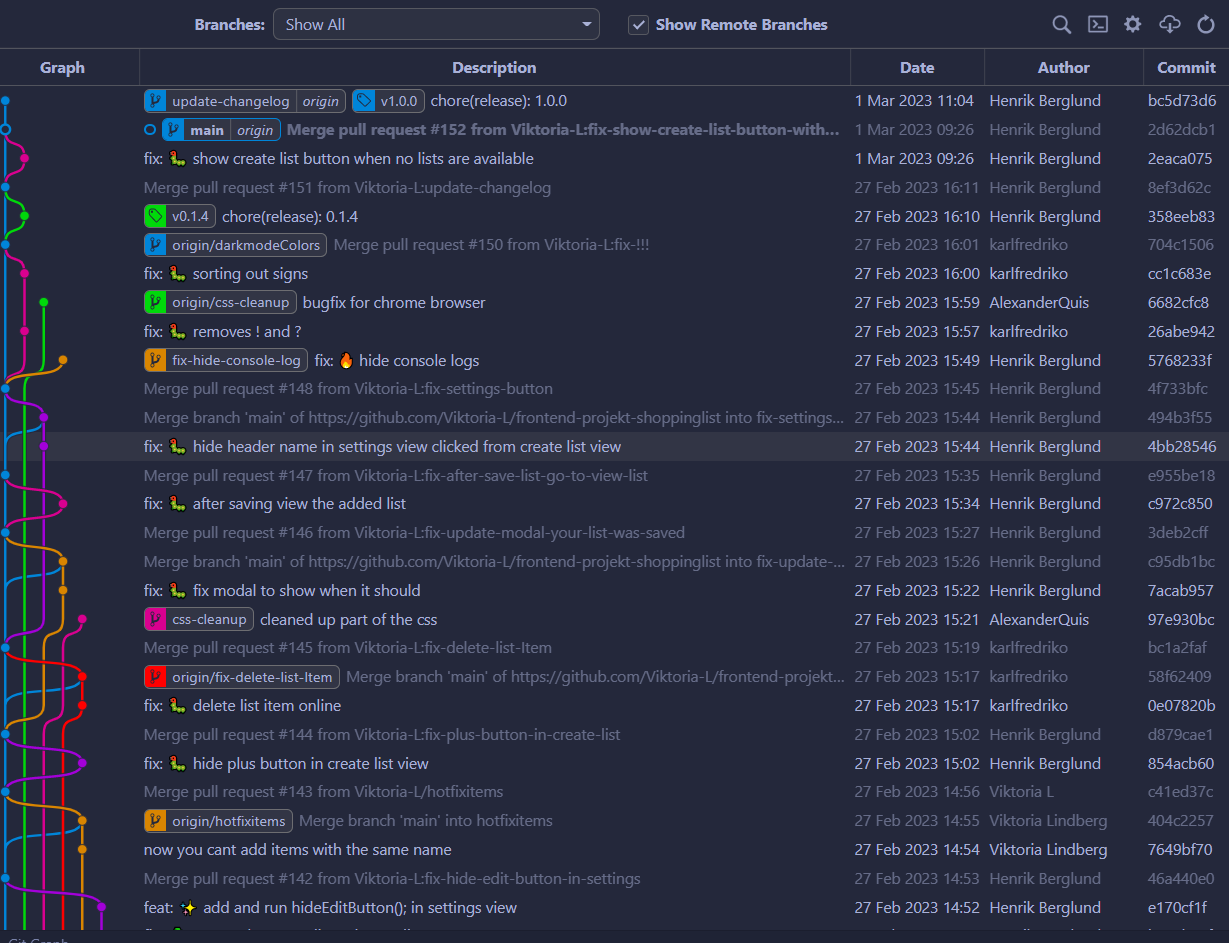 Branches: Show All Show Remote Branches
Graph Description Date Author Commit
update-changelog origin v1.0.0 chore(release): 1.0.0 1 Mar 2023 11:04 Henrik Berglund bc5d73d6
main origin Merge pull request #152 from Viktoria-L:fix-show-create-list-button-with... 1 Mar 2023 09:26 Henrik Berglund 2d62dcb1
fix: 🐛 show create list button when no lists are available 1 Mar 2023 09:26 Henrik Berglund 2eaca075
Merge pull request #151 from Viktoria-L:update-changelog 27 Feb 2023 16:11 Henrik Berglund 8ef3d62c
v0.1.4 chore(release): 0.1.4 27 Feb 2023 16:10 Henrik Berglund 358eeb83
origin/darkmodeColors Merge pull request #150 from Viktoria-L:fix-!!! 27 Feb 2023 16:01 karlfredriko 704c1506
fix: 🐛 sorting out signs 27 Feb 2023 16:00 karlfredriko cc1c683e
origin/css-cleanup bugfix for chrome browser 27 Feb 2023 15:59 AlexanderQuis 6682cfc8
fix: 🐛 removes ! and ? 27 Feb 2023 15:57 karlfredriko 26abe942
fix-hide-console-log fix: 🔥 hide console logs 27 Feb 2023 15:49 Henrik Berglund 5768233f
Merge pull request #148 from Viktoria-L:fix-settings-button 27 Feb 2023 15:45 Henrik Berglund 4f733bfc
Merge branch 'main' of https://github.com/Viktoria-L/frontend-projekt-shoppinglist into fix-settings... 27 Feb 2023 15:44 Henrik Berglund 494b3f55
fix: 🐛 hide header name in settings view clicked from create list view 27 Feb 2023 15:44 Henrik Berglund 4bb28546
Merge pull request #147 from Viktoria-L:fix-after-save-list-go-to-view-list 27 Feb 2023 15:35 Henrik Berglund e955be18
fix: 🐛 after saving view the added list 27 Feb 2023 15:34 Henrik Berglund c972c850
Merge pull request #146 from Viktoria-L:fix-update-modal-your-list-was-saved 27 Feb 2023 15:27 Henrik Berglund 3deb2cff
Merge branch 'main' of https://github.com/Viktoria-L/frontend-projekt-shoppinglist into fix-update-... 27 Feb 2023 15:26 Henrik Berglund c95db1bc
fix: 🐛 fix modal to show when it should 27 Feb 2023 15:22 Henrik Berglund 7acab957
css-cleanup cleaned up part of the css 27 Feb 2023 15:21 AlexanderQuis 97e930bc
Merge pull request #145 from Viktoria-L:fix-delete-list-Item 27 Feb 2023 15:19 karlfredriko bc1a2faf
origin/fix-delete-list-Item Merge branch 'main' of https://github.com/Viktoria-L/frontend-projekt... 27 Feb 2023 15:17 karlfredriko 58f62409
fix: 🐛 delete list item online 27 Feb 2023 15:17 karlfredriko 0e07820b
Merge pull request #144 from Viktoria-L:fix-plus-button-in-create-list 27 Feb 2023 15:02 Henrik Berglund d879cae1
fix: 🐛 hide plus button in create list view 27 Feb 2023 15:02 Henrik Berglund 854acb60
Merge pull request #143 from Viktoria-L/hotfixitems 27 Feb 2023 14:56 Viktoria L c41ed37c
origin/hotfixitems Merge branch 'main' into hotfixitems 27 Feb 2023 14:55 Viktoria Lindberg 404c2257
now you cant add items with the same name 27 Feb 2023 14:54 Viktoria Lindberg 7649bf70
Merge pull request #142 from Viktoria-L:fix-hide-edit-button-in-settings 27 Feb 2023 14:53 Henrik Berglund 46a440e0
feat: ✨ add and run hideEditButton(); in settings view 27 Feb 2023 14:52 Henrik Berglund e170cf1f